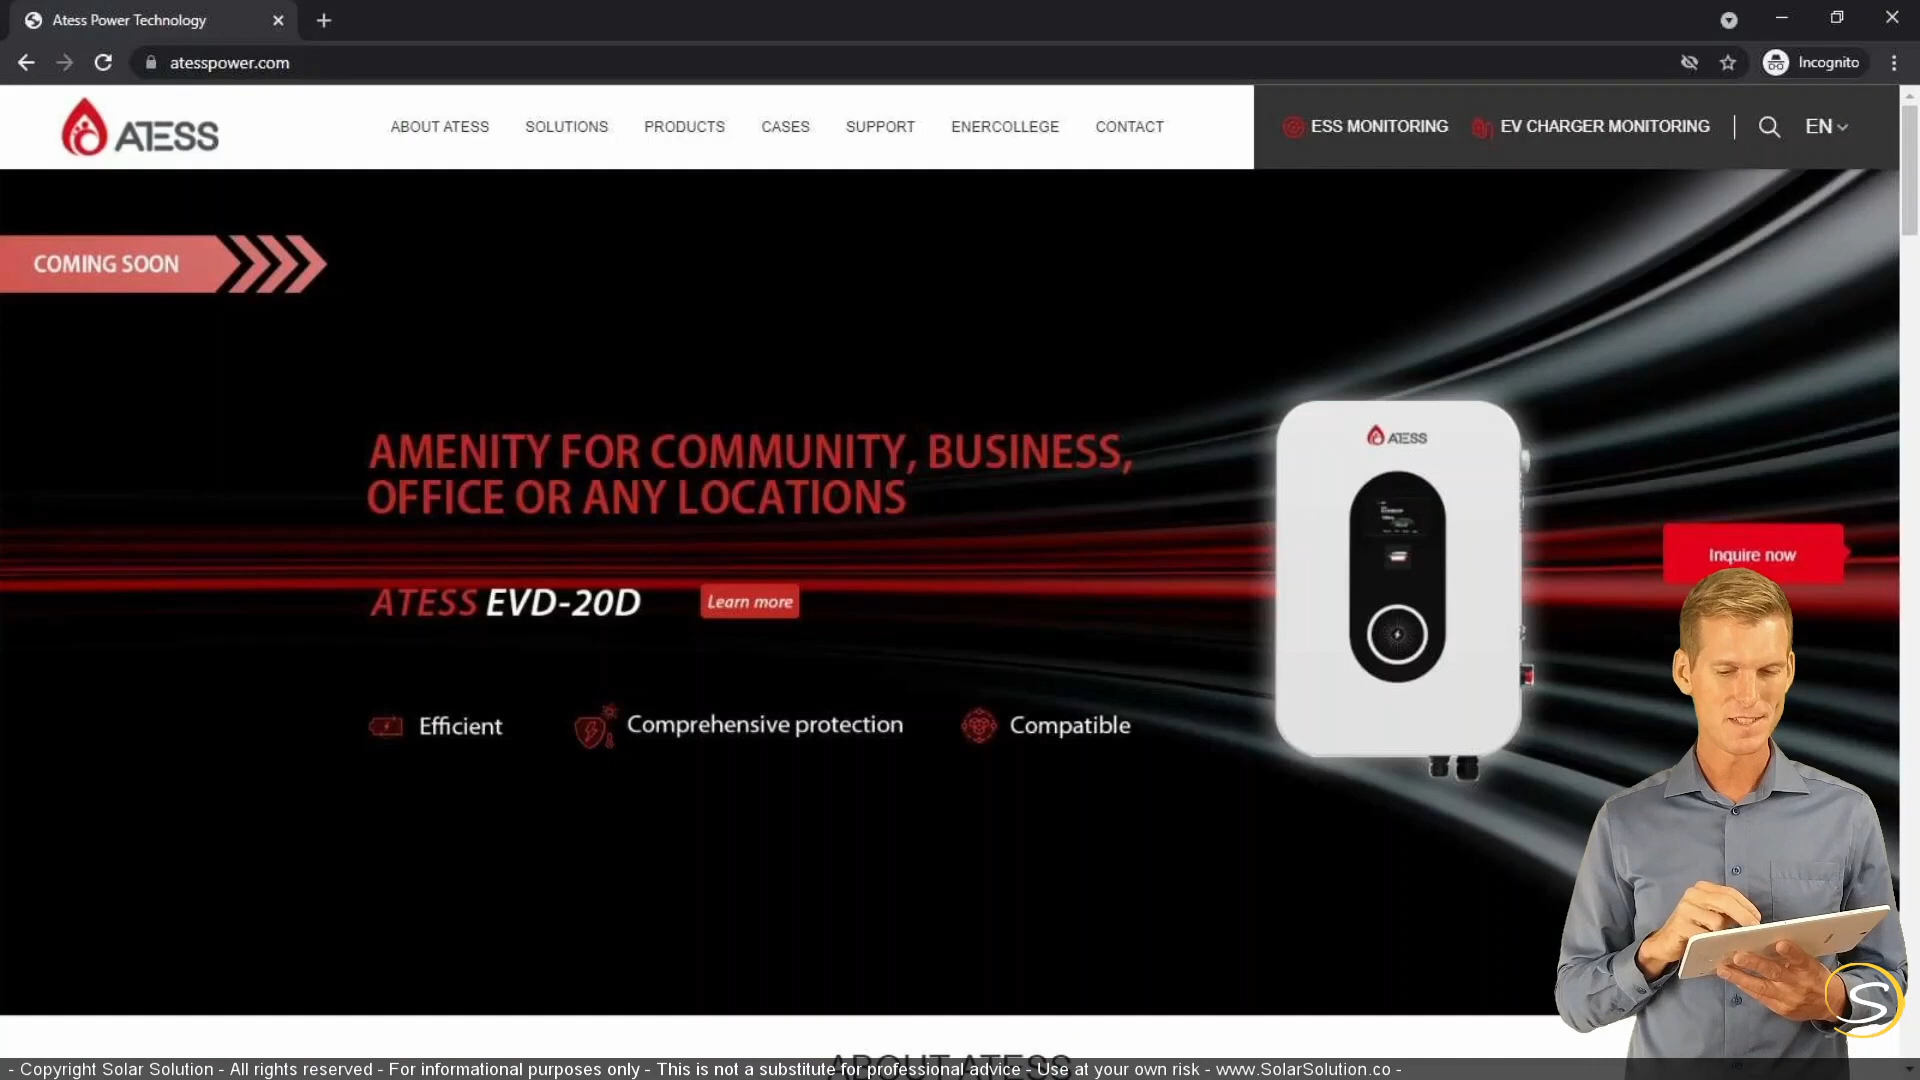 Atess Power Technology
atesspower.com
Incognito
ATESS
ABOUT ATESS
SOLUTIONS
PRODUCTS
CASES
SUPPORT
ENERCOLLEGE
CONTACT
ESS MONITORING
EV CHARGER MONITORING
EN
COMING SOON
ATESS
AMENITY FOR COMMUNITY, BUSINESS,
OFFICE OR ANY LOCATIONS
Inquire now
ATESS EVD-20D
Learn more
Efficient
Comprehensive protection
Compatible
S
ABOUT ATESS
- Copyright Solar Solution - All rights reserved - For informational purposes only - This is not a substitute for professional advice - Use at your own risk - www.SolarSolution.co -